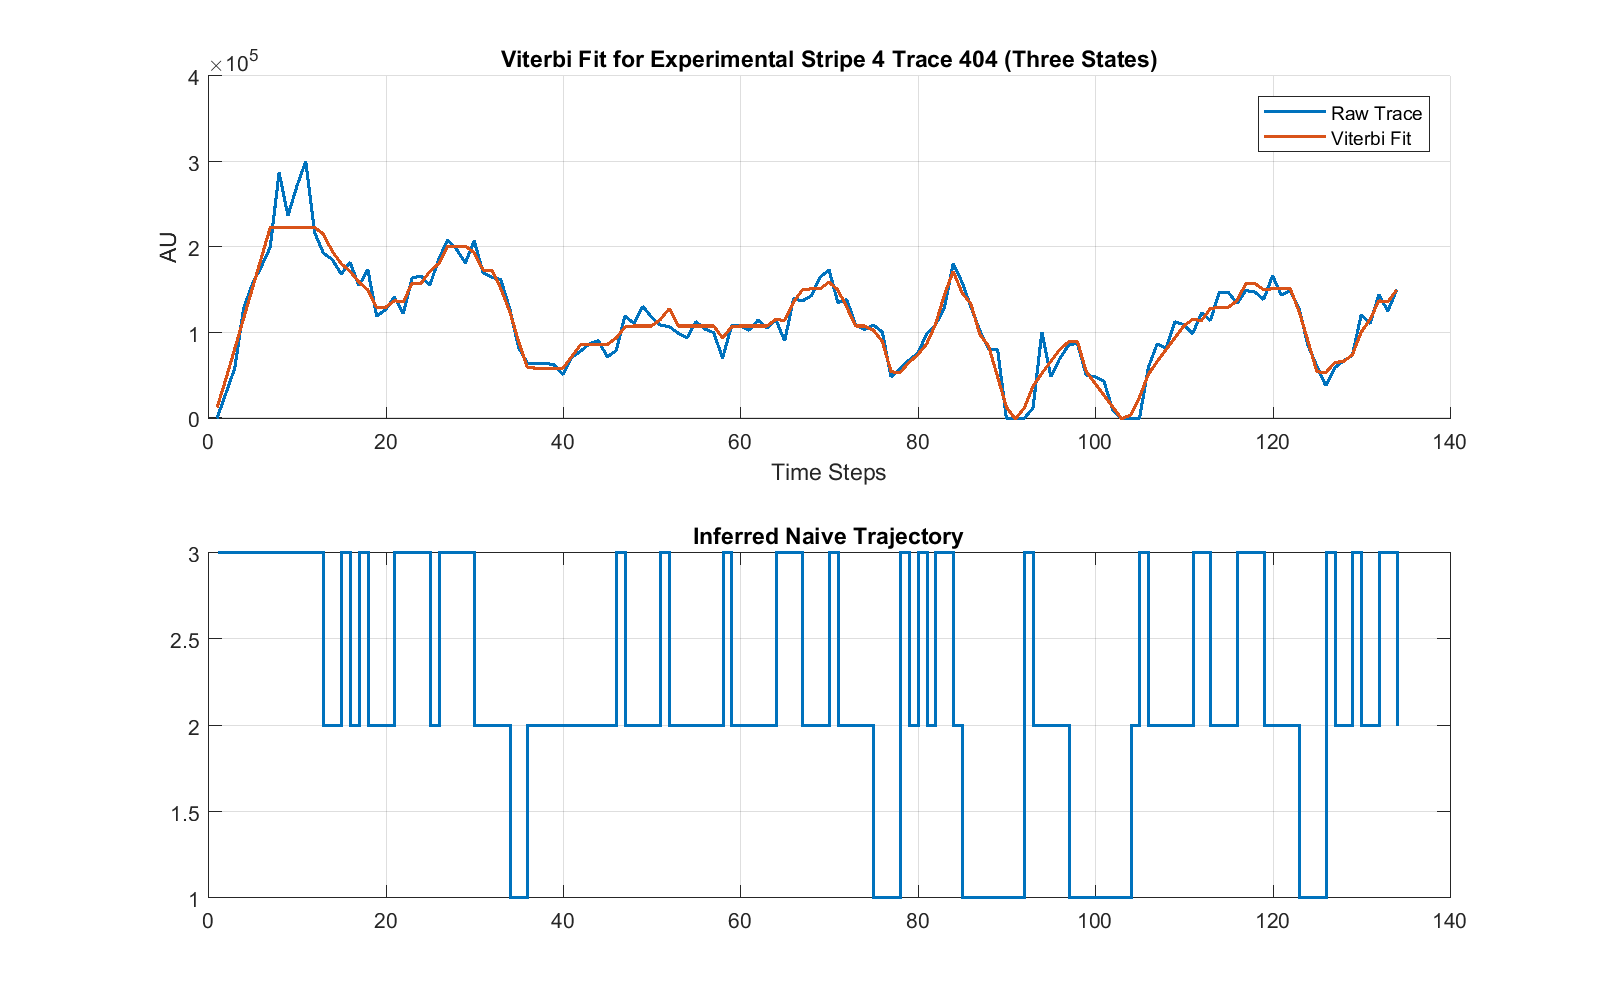 Viterbi Fit for Experimental Stripe 4 Trace 404 (Three States)
×10^5
4
3
2
1
0
AU
Raw Trace
Viterbi Fit
0 20 40 60 80 100 120 140
Time Steps
Inferred Naive Trajectory
3
2.5
2
1.5
1
0 20 40 60 80 100 120 140